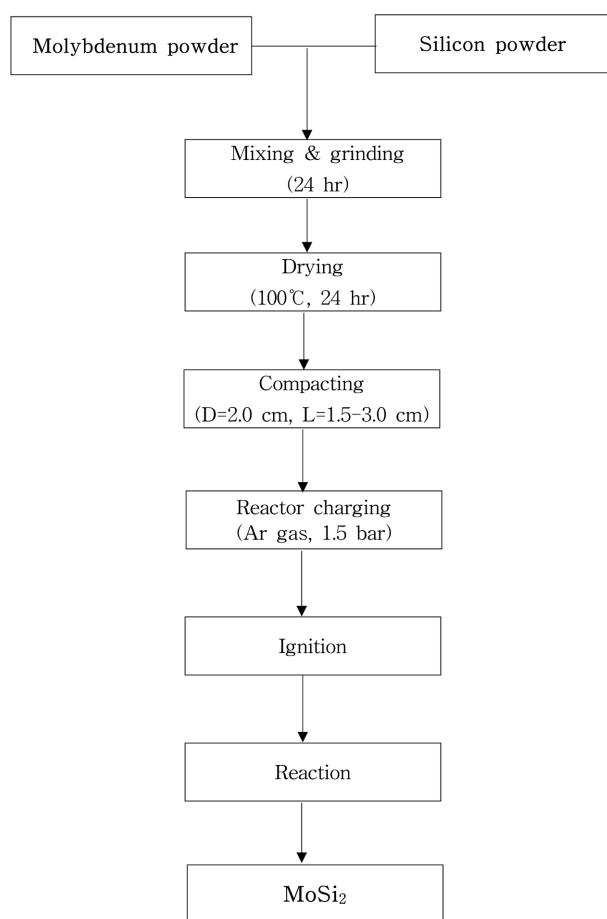 Molybdenum powder
Silicon powder
Mixing & grinding
(24 hr)
Drying
(100℃, 24 hr)
Compacting
(D=2.0 cm, L=1.5-3.0 cm)
Reactor charging
(Ar gas, 1.5 bar)
Ignition
Reaction
MoSi₂